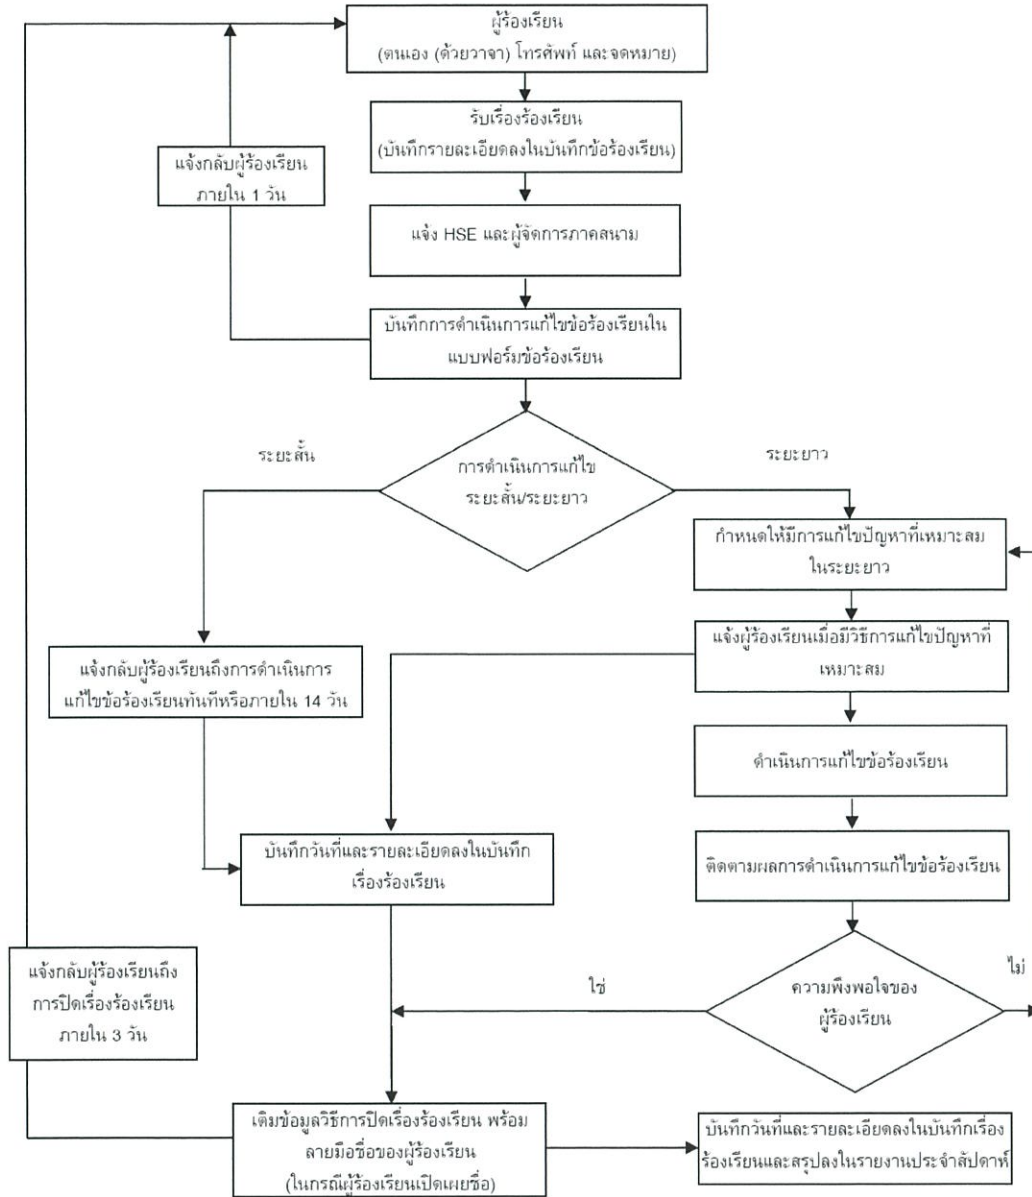 ผู้ร้องเรียน
(ตนเอง (ด้วยวาจา) โทรศัพท์ และจดหมาย)
รับเรื่องร้องเรียน
(บันทึกรายละเอียดลงในบันทึกข้อร้องเรียน)
แจ้งกลับผู้ร้องเรียน
ภายใน 1 วัน
แจ้ง HSE และผู้จัดการภาคสนาม
บันทึกการดำเนินการแก้ไขข้อร้องเรียนใน
แบบฟอร์มข้อร้องเรียน
ระยะสั้น
การดำเนินการแก้ไข
ระยะสั้น/ระยะยาว
ระยะยาว
กำหนดให้มีการแก้ไขปัญหาที่เหมาะสม
ในระยะยาว
แจ้งผู้ร้องเรียนเมื่อมีวิธีการแก้ไขปัญหาที่
เหมาะสม
แจ้งกลับผู้ร้องเรียนถึงการดำเนินการ
แก้ไขข้อร้องเรียนทันทีหรือภายใน 14 วัน
ดำเนินการแก้ไขข้อร้องเรียน
บันทึกวันที่และรายละเอียดลงในบันทึก
เรื่องร้องเรียน
ติดตามผลการดำเนินการแก้ไขข้อร้องเรียน
แจ้งกลับผู้ร้องเรียนถึง
การปิดเรื่องร้องเรียน
ภายใน 3 วัน
ใช่
ความพึงพอใจของ
ผู้ร้องเรียน
ไม่
เติมข้อมูลวิธีการปิดเรื่องร้องเรียน พร้อม
ลายมือชื่อของผู้ร้องเรียน
(ในกรณีผู้ร้องเรียนเปิดเผยชื่อ)
บันทึกวันที่และรายละเอียดลงในบันทึกเรื่อง
ร้องเรียนและสรุปลงในรายงานประจำสัปดาห์